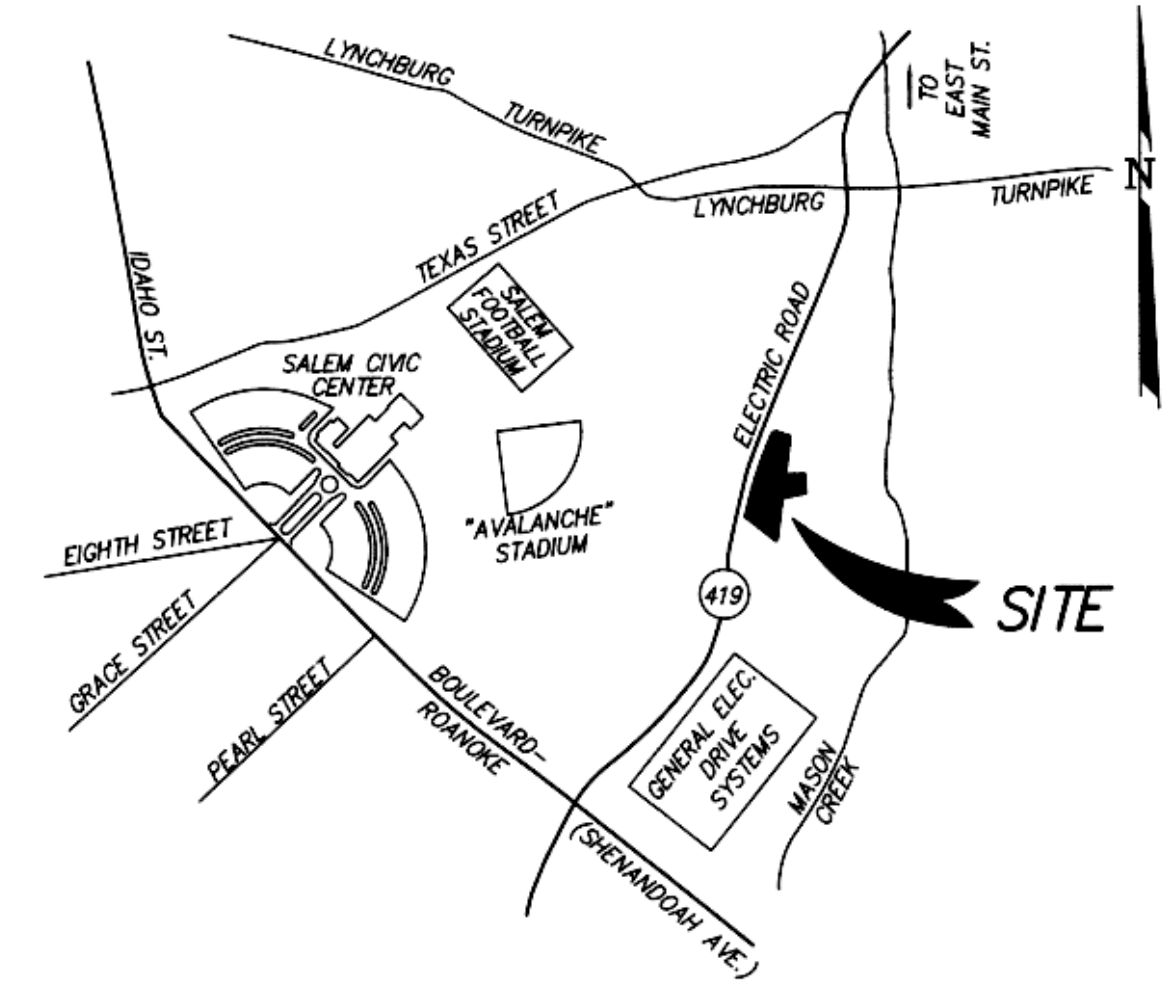 LYNCHBURG
TURNPIKE
TO
EAST
MAIN ST.
N
LYNCHBURG
TURNPIKE
TEXAS STREET
IDAHO ST.
SALEM
FOOTBALL
STADIUM
ELECTRIC ROAD
SALEM CIVIC
CENTER
"AVALANCHE"
STADIUM
EIGHTH STREET
GRACE STREET
PEARL STREET
419
SITE
BOULEVARD-
ROANOKE
GENERAL ELEC.
DRIVE
SYSTEMS
MASON
CREEK
(SHENANDOAH AVE.)